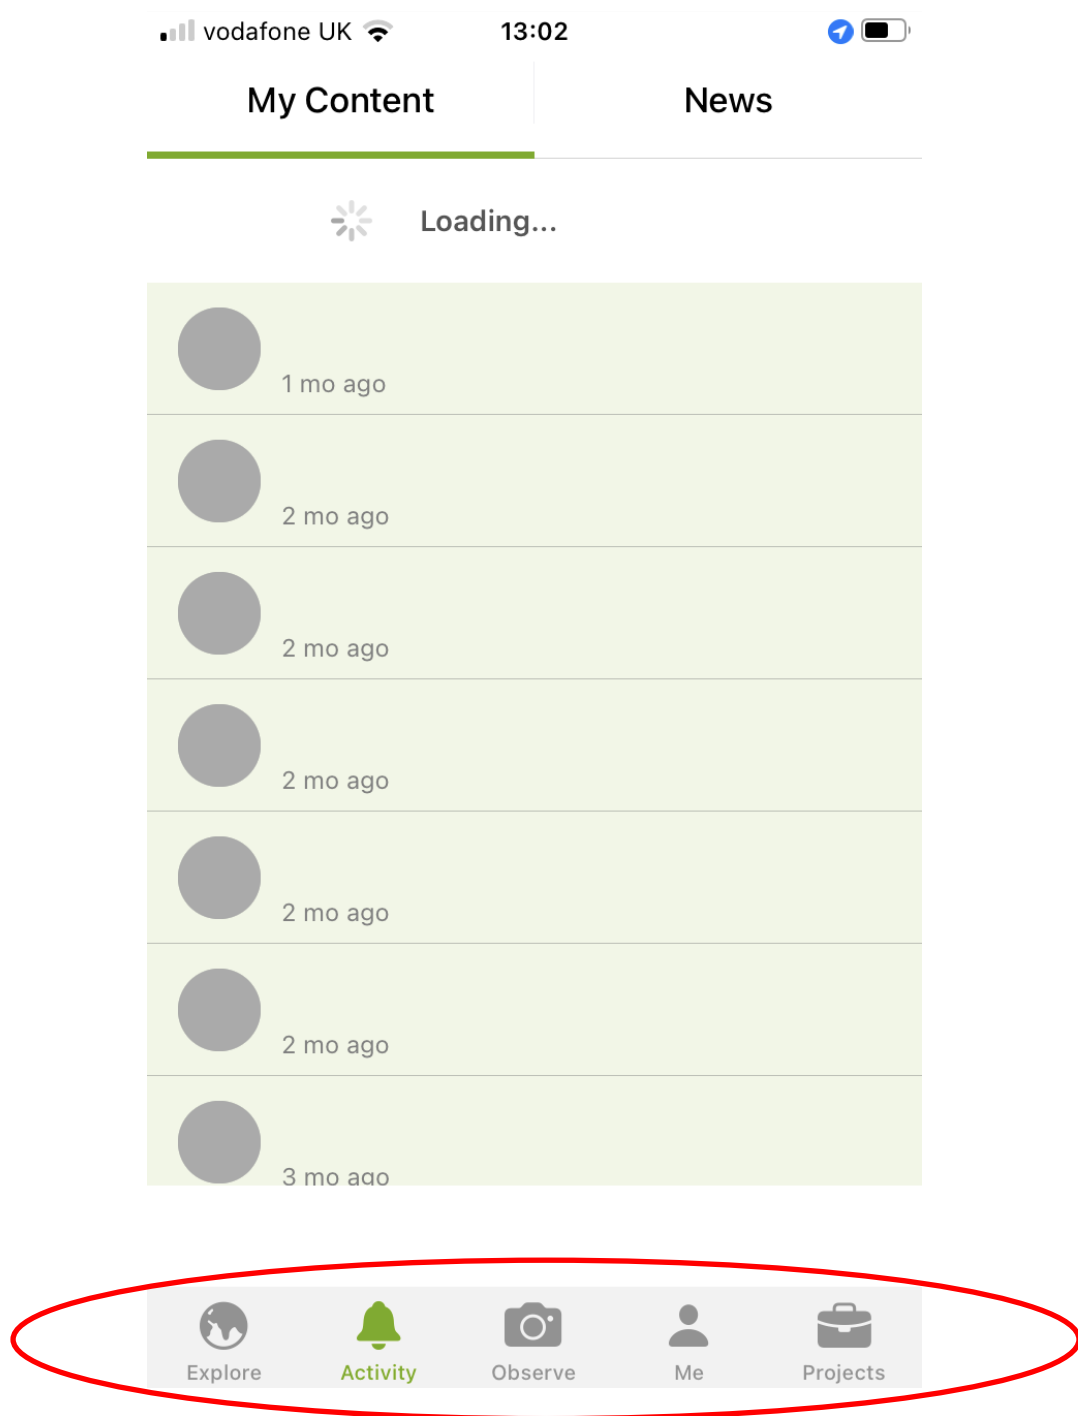 vodafone UK 13:02
My Content News
Loading...
1 mo ago
2 mo ago
2 mo ago
2 mo ago
2 mo ago
2 mo ago
3 mo ago
Explore Activity Observe Me Projects